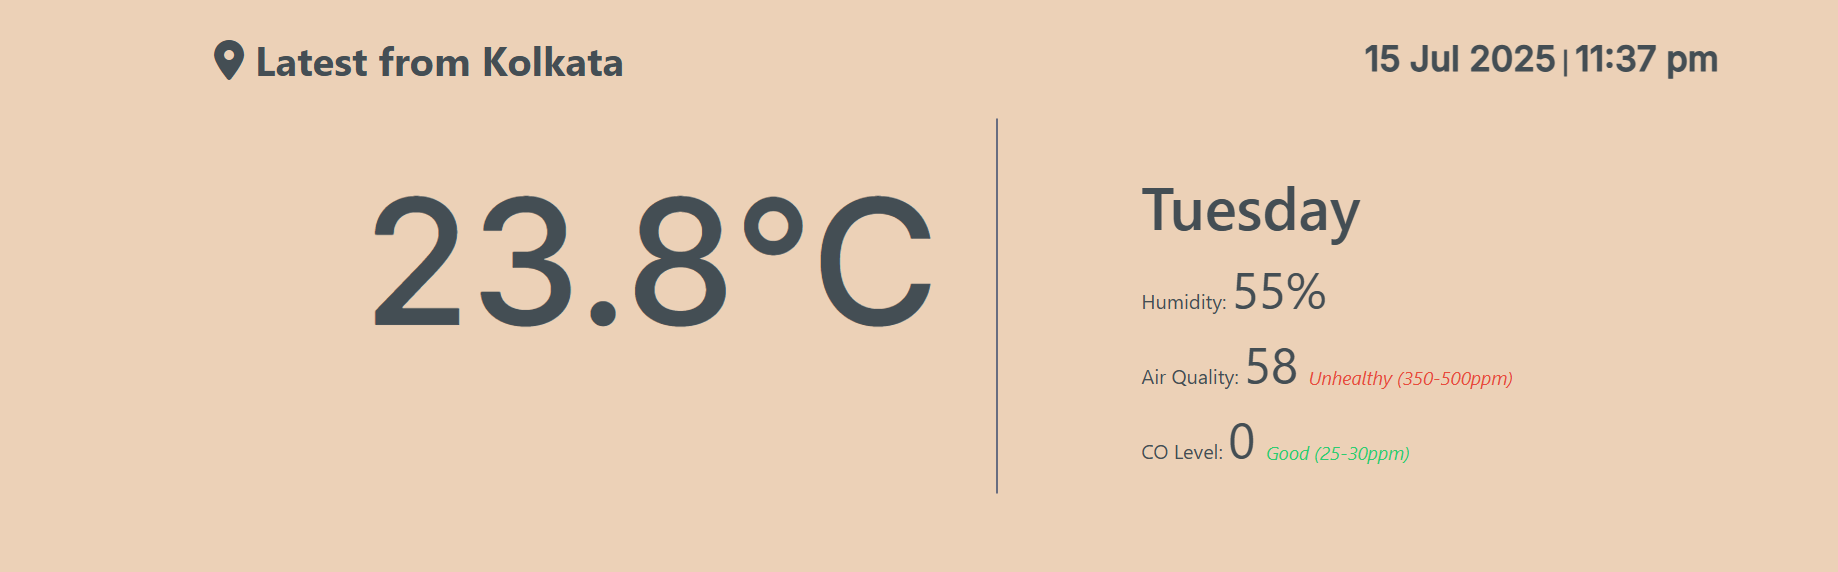 Latest from Kolkata
15 Jul 2025 | 11:37 pm
23.8°C
Tuesday
Humidity: 55%
Air Quality: 58 Unhealthy (350-500ppm)
CO Level: 0 Good (25-30ppm)